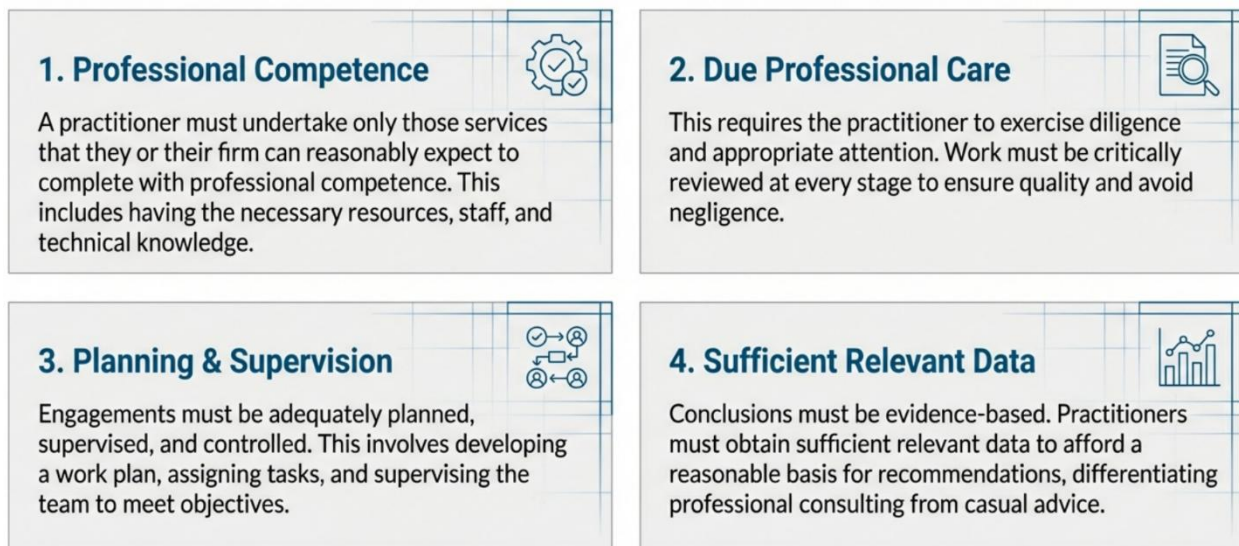 1. Professional Competence
A practitioner must undertake only those services
that they or their firm can reasonably expect to
complete with professional competence. This
includes having the necessary resources, staff, and
technical knowledge.
2. Due Professional Care
This requires the practitioner to exercise diligence
and appropriate attention. Work must be critically
reviewed at every stage to ensure quality and avoid
negligence.
3. Planning & Supervision
Engagements must be adequately planned,
supervised, and controlled. This involves developing
a work plan, assigning tasks, and supervising the
team to meet objectives.
4. Sufficient Relevant Data
Conclusions must be evidence-based. Practitioners
must obtain sufficient relevant data to afford a
reasonable basis for recommendations, differentiating
professional consulting from casual advice.